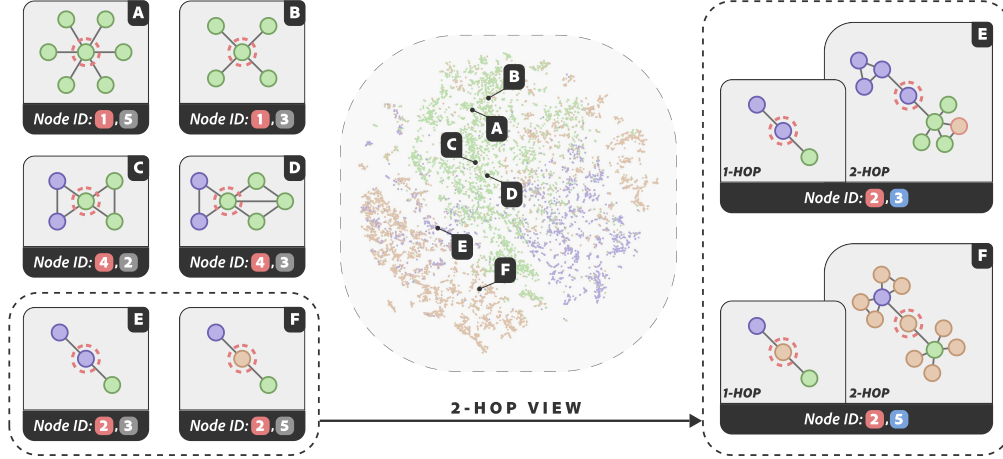 A
Node ID: 1, 5
B
Node ID: 1, 3
C
Node ID: 4, 2
D
Node ID: 4, 3
E
Node ID: 2, 3
F
Node ID: 2, 5
B
A
C
D
E
F
2-HOP VIEW
E
1-HOP
2-HOP
Node ID: 2, 3
F
1-HOP
2-HOP
Node ID: 2, 5